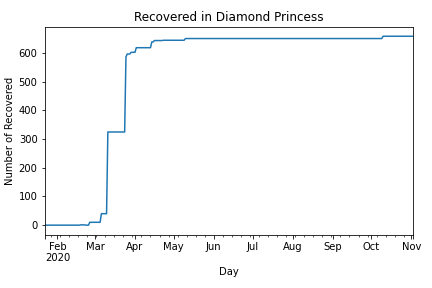 Recovered in Diamond Princess
Number of Recovered
600
500
400
300
200
100
0
Feb Mar Apr May Jun Jul Aug Sep Oct Nov
2020
Day